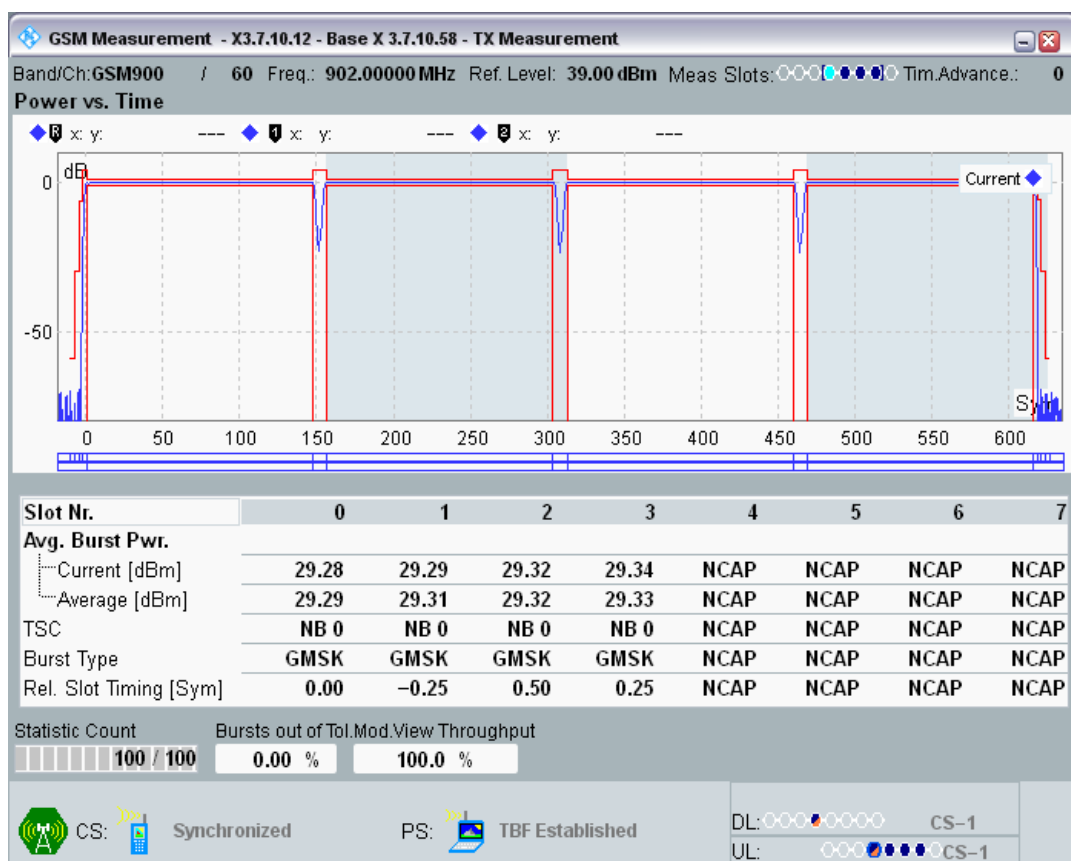 GSM Measurement - X3.7.10.12 - Base X 3.7.10.58 - TX Measurement
Band/Ch:GSM900 / 60 Freq.: 902.00000 MHz Ref. Level: 39.00 dBm Meas Slots: Tim.Advance.: 0
Power vs. Time
R x: y: --- 1 x: y: --- 2 x: y: ---
dB
Current
0
-50
0 50 100 150 200 250 300 350 400 450 500 550 600
Slot Nr. 0 1 2 3 4 5 6 7
Avg. Burst Pwr.
Current [dBm] 29.28 29.29 29.32 29.34 NCAP NCAP NCAP NCAP
Average [dBm] 29.29 29.31 29.32 29.33 NCAP NCAP NCAP NCAP
TSC NB 0 NB 0 NB 0 NB 0 NCAP NCAP NCAP NCAP
Burst Type GMSK GMSK GMSK GMSK NCAP NCAP NCAP NCAP
Rel. Slot Timing [Sym] 0.00 −0.25 0.50 0.25 NCAP NCAP NCAP NCAP
Statistic Count Bursts out of Tol. Mod.View Throughput
100 / 100 0.00 % 100.0 %
CS: Synchronized PS: TBF Established DL: CS−1
UL: CS−1